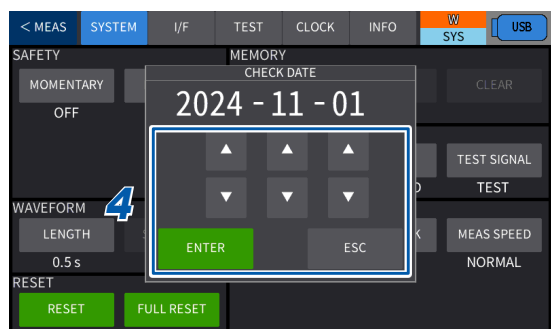 < MEAS SYSTEM I/F TEST CLOCK INFO W SYS USB
SAFETY MEMORY
CHECK DATE
MOMENTARY CLEAR
2024 - 11 - 01
OFF
TEST SIGNAL
TEST
WAVEFORM 4
LENGTH MEAS SPEED
ENTER ESC
0.5 s NORMAL
RESET
RESET FULL RESET